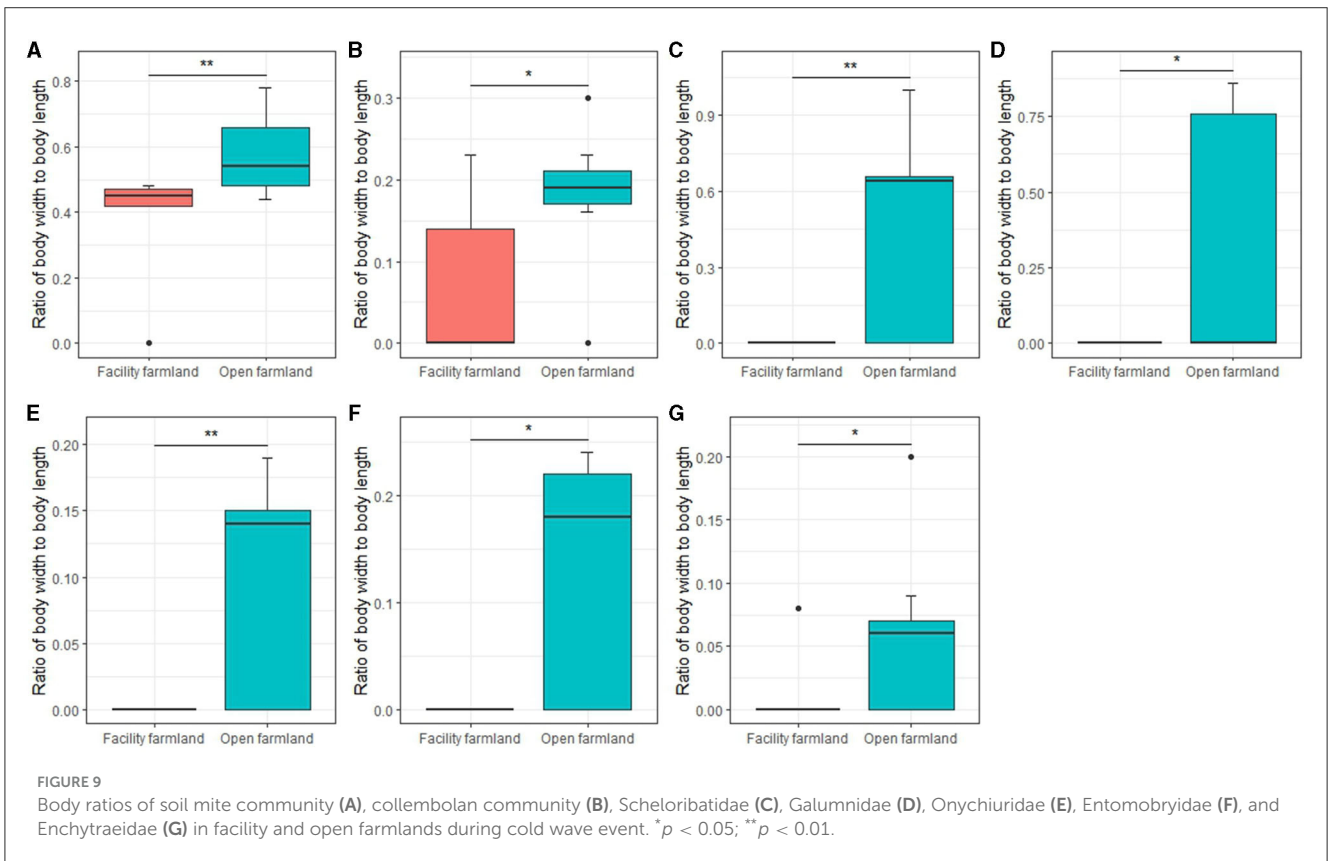 A
**
Ratio of body width to body length
0.8
0.6
0.4
0.2
0.0
Facility farmland Open farmland
B
*
Ratio of body width to body length
0.3
0.2
0.1
0.0
Facility farmland Open farmland
C
**
Ratio of body width to body length
0.9
0.6
0.3
0.0
Facility farmland Open farmland
D
*
Ratio of body width to body length
0.75
0.50
0.25
0.00
Facility farmland Open farmland
E
**
Ratio of body width to body length
0.20
0.15
0.10
0.05
0.00
Facility farmland Open farmland
F
*
Ratio of body width to body length
0.2
0.1
0.0
Facility farmland Open farmland
G
*
Ratio of body width to body length
0.20
0.15
0.10
0.05
0.00
Facility farmland Open farmland
FIGURE 9
Body ratios of soil mite community (A), collembolan community (B), Scheloribatidae (C), Galumnidae (D), Onychiuridae (E), Entomobryidae (F), and
Enchytraeidae (G) in facility and open farmlands during cold wave event. *p < 0.05; **p < 0.01.